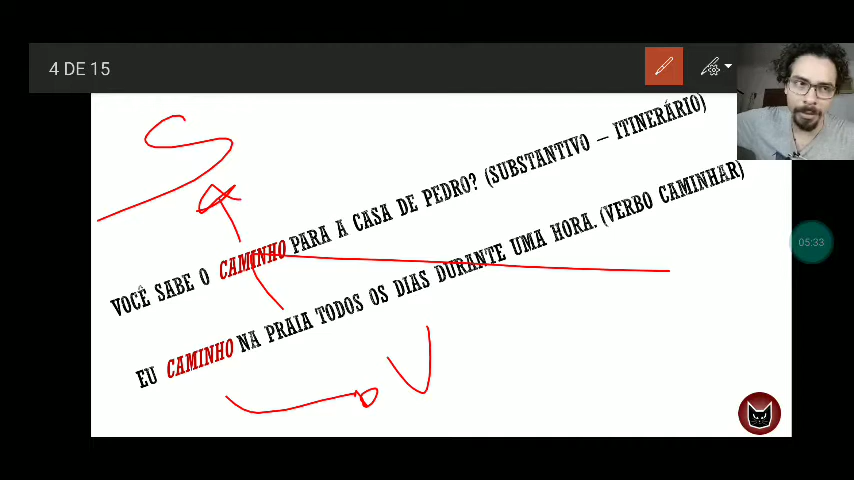 4 DE 15
VOCÊ SABE O CAMINHO PARA A CASA DE PEDRO? (SUBSTANTIVO – ITINERÁRIO)
EU CAMINHO NA PRAIA TODOS OS DIAS DURANTE UMA HORA. (VERBO CAMINHAR)
S
V
05:33